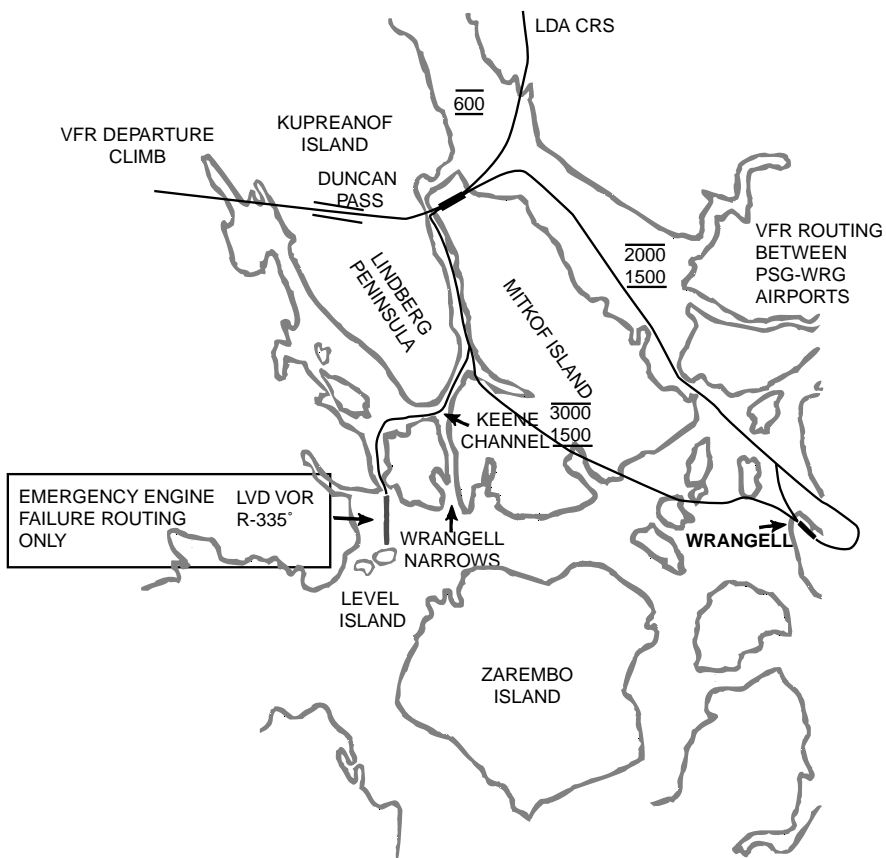 LDA CRS
600
KUPREANOF
ISLAND
VFR DEPARTURE
CLIMB
DUNCAN
PASS
VFR ROUTING
BETWEEN
PSG-WRG
AIRPORTS
2000
1500
LINDBERG
PENINSULA
MITKOF ISLAND
3000
1500
KEENE
CHANNEL
EMERGENCY ENGINE
FAILURE ROUTING
ONLY
LVD VOR
R-335°
WRANGELL
NARROWS
WRANGELL
LEVEL
ISLAND
ZAREMBO
ISLAND